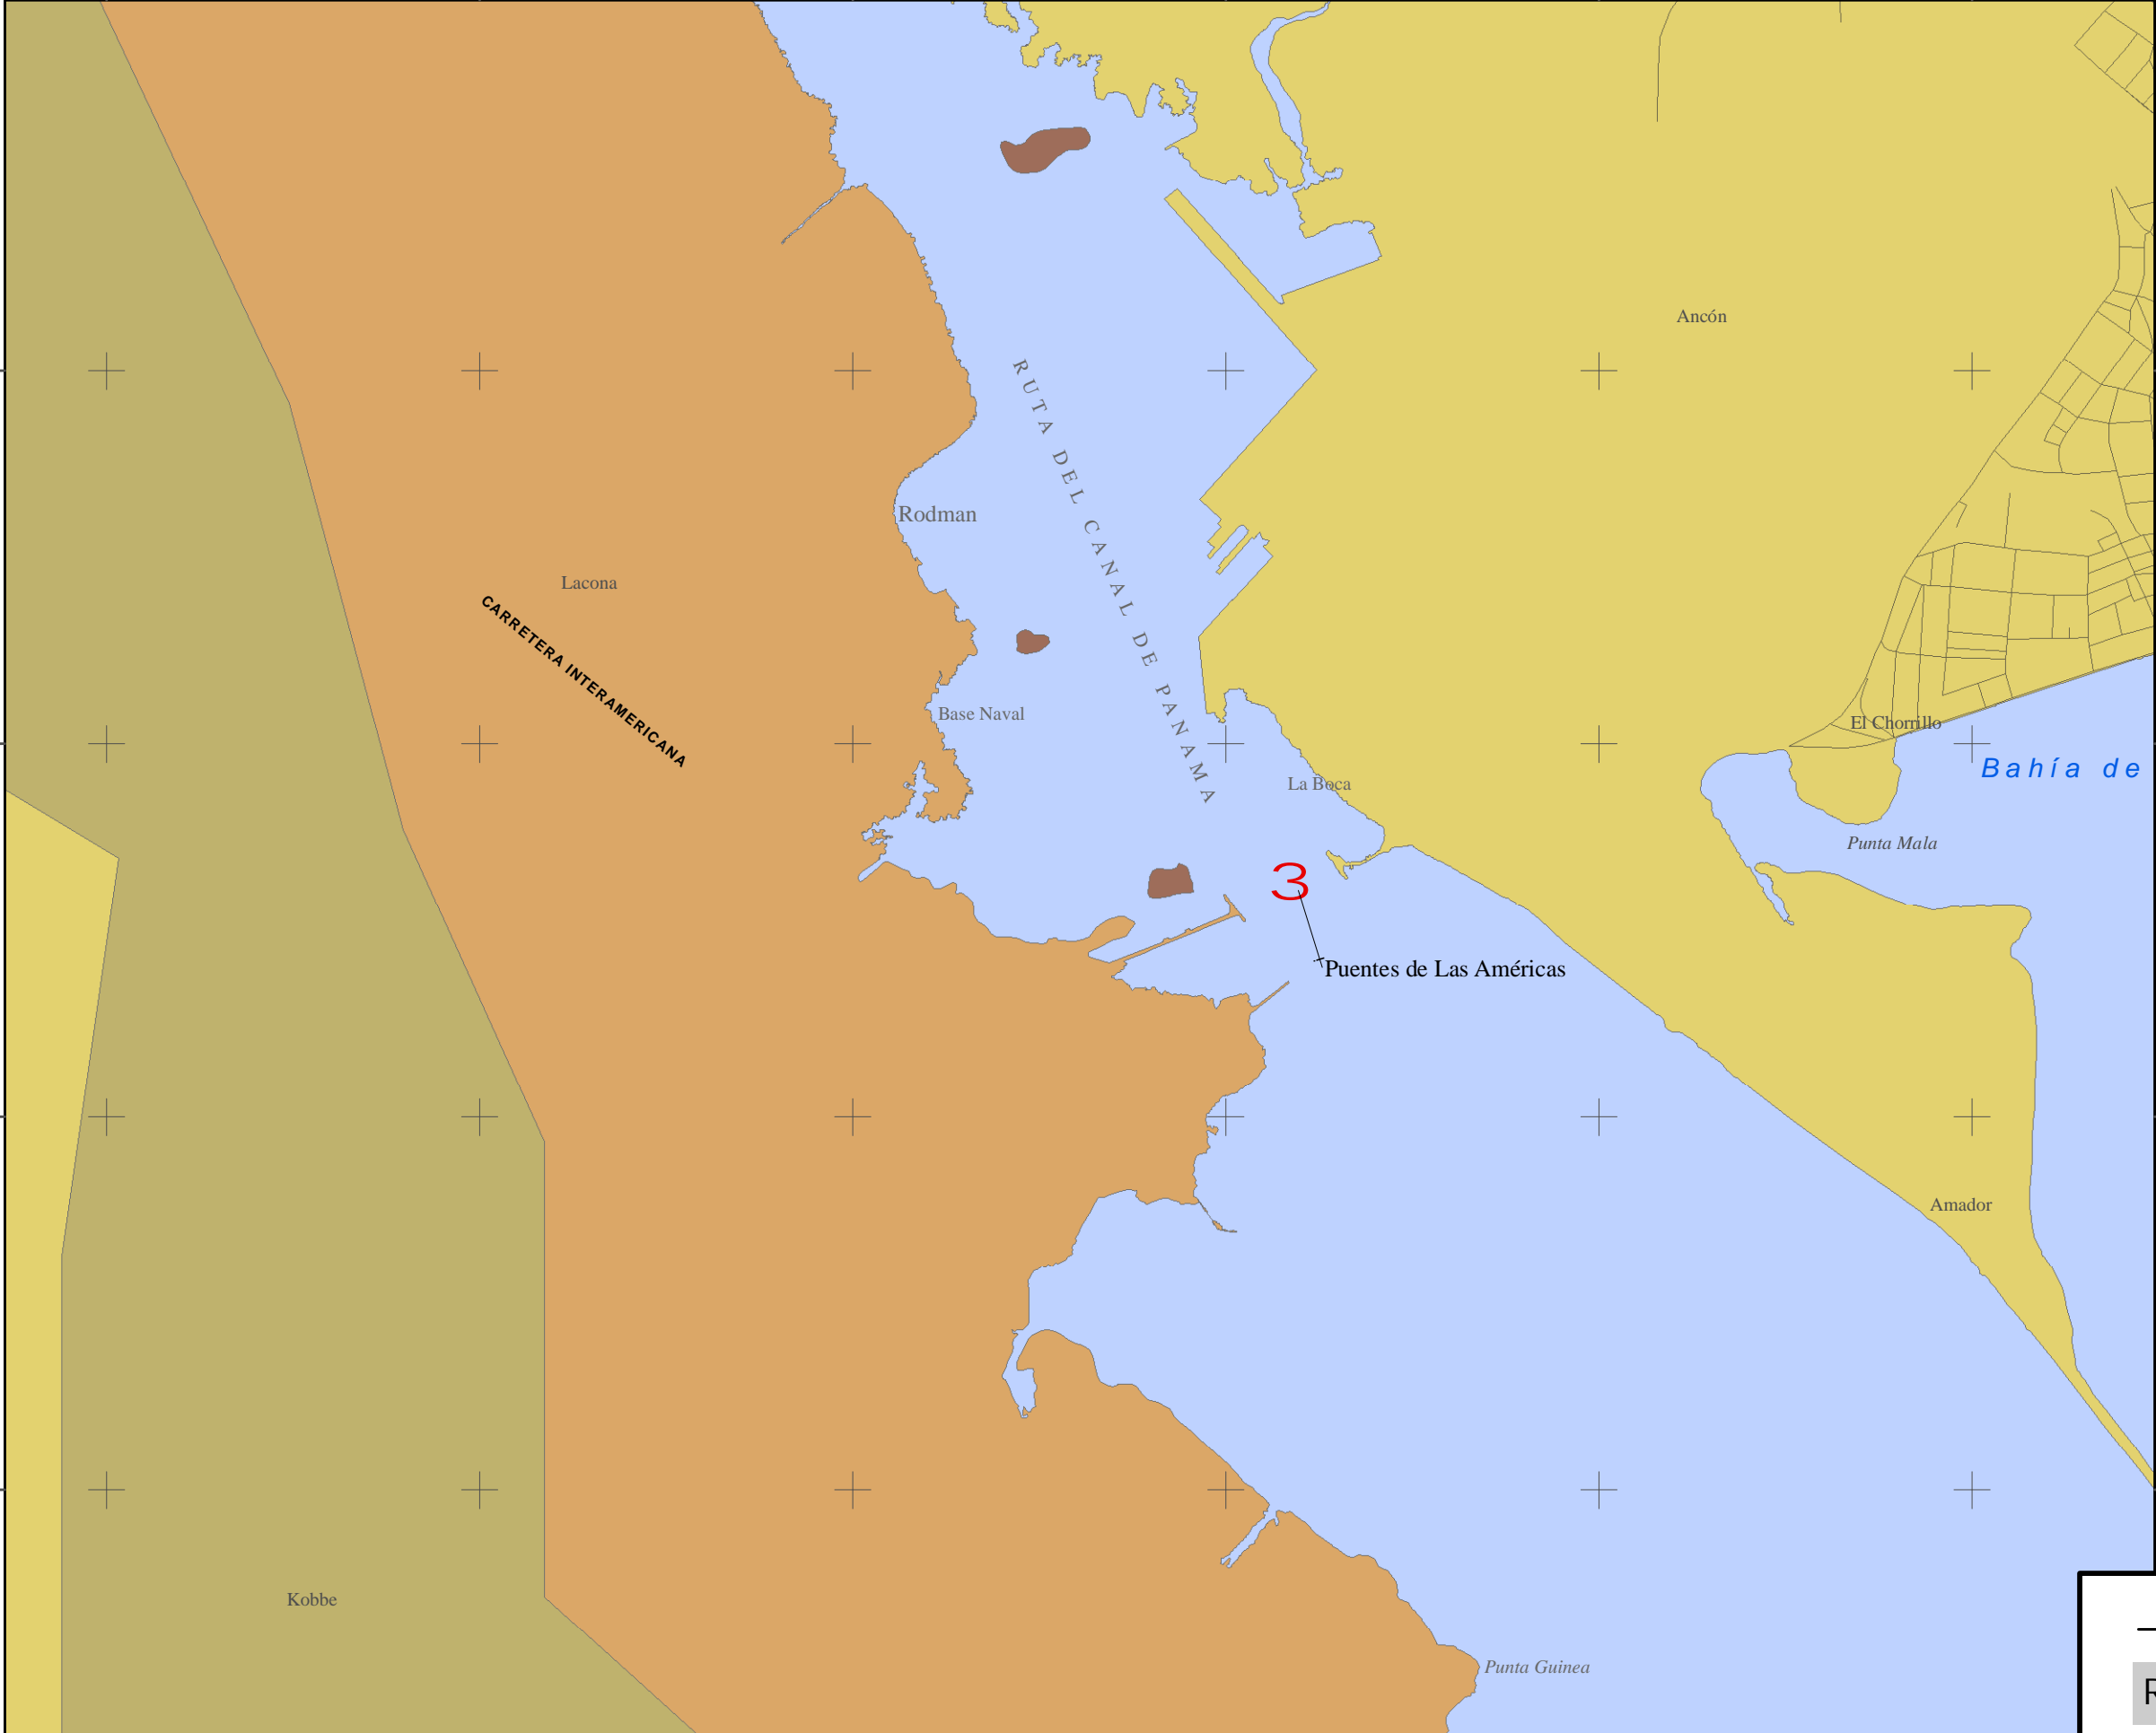 Ancón
RUTA DEL CANAL DE PANAMA
Rodman
Lacona
CARRETERA INTERAMERICANA
Base Naval
El Chorrillo
Bahía de
La Boca
Punta Mala
3
Puentes de Las Américas
Amador
Kobbe
Punta Guinea
R